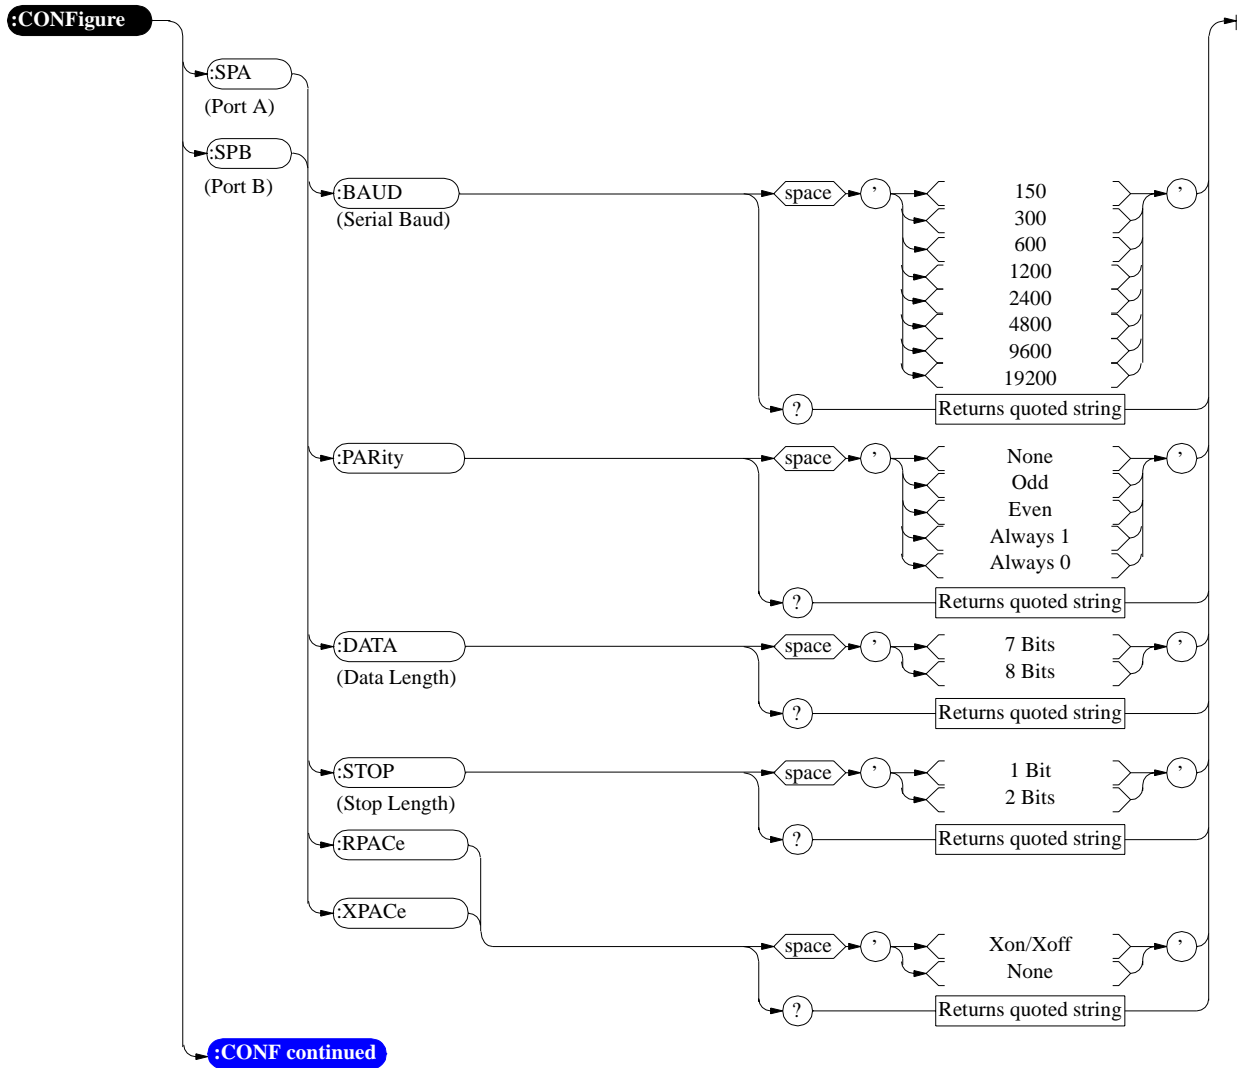 :CONFigure
:SPA
(Port A)
:SPB
(Port B)
:BAUD
(Serial Baud)
space ’ 150 ’
300
600
1200
2400
4800
9600
19200
? Returns quoted string
:PARity
space ’ None ’
Odd
Even
Always 1
Always 0
? Returns quoted string
:DATA
(Data Length)
space ’ 7 Bits ’
8 Bits
? Returns quoted string
:STOP
(Stop Length)
space ’ 1 Bit ’
2 Bits
? Returns quoted string
:RPACe
:XPACe
space ’ Xon/Xoff ’
None
? Returns quoted string
:CONF continued